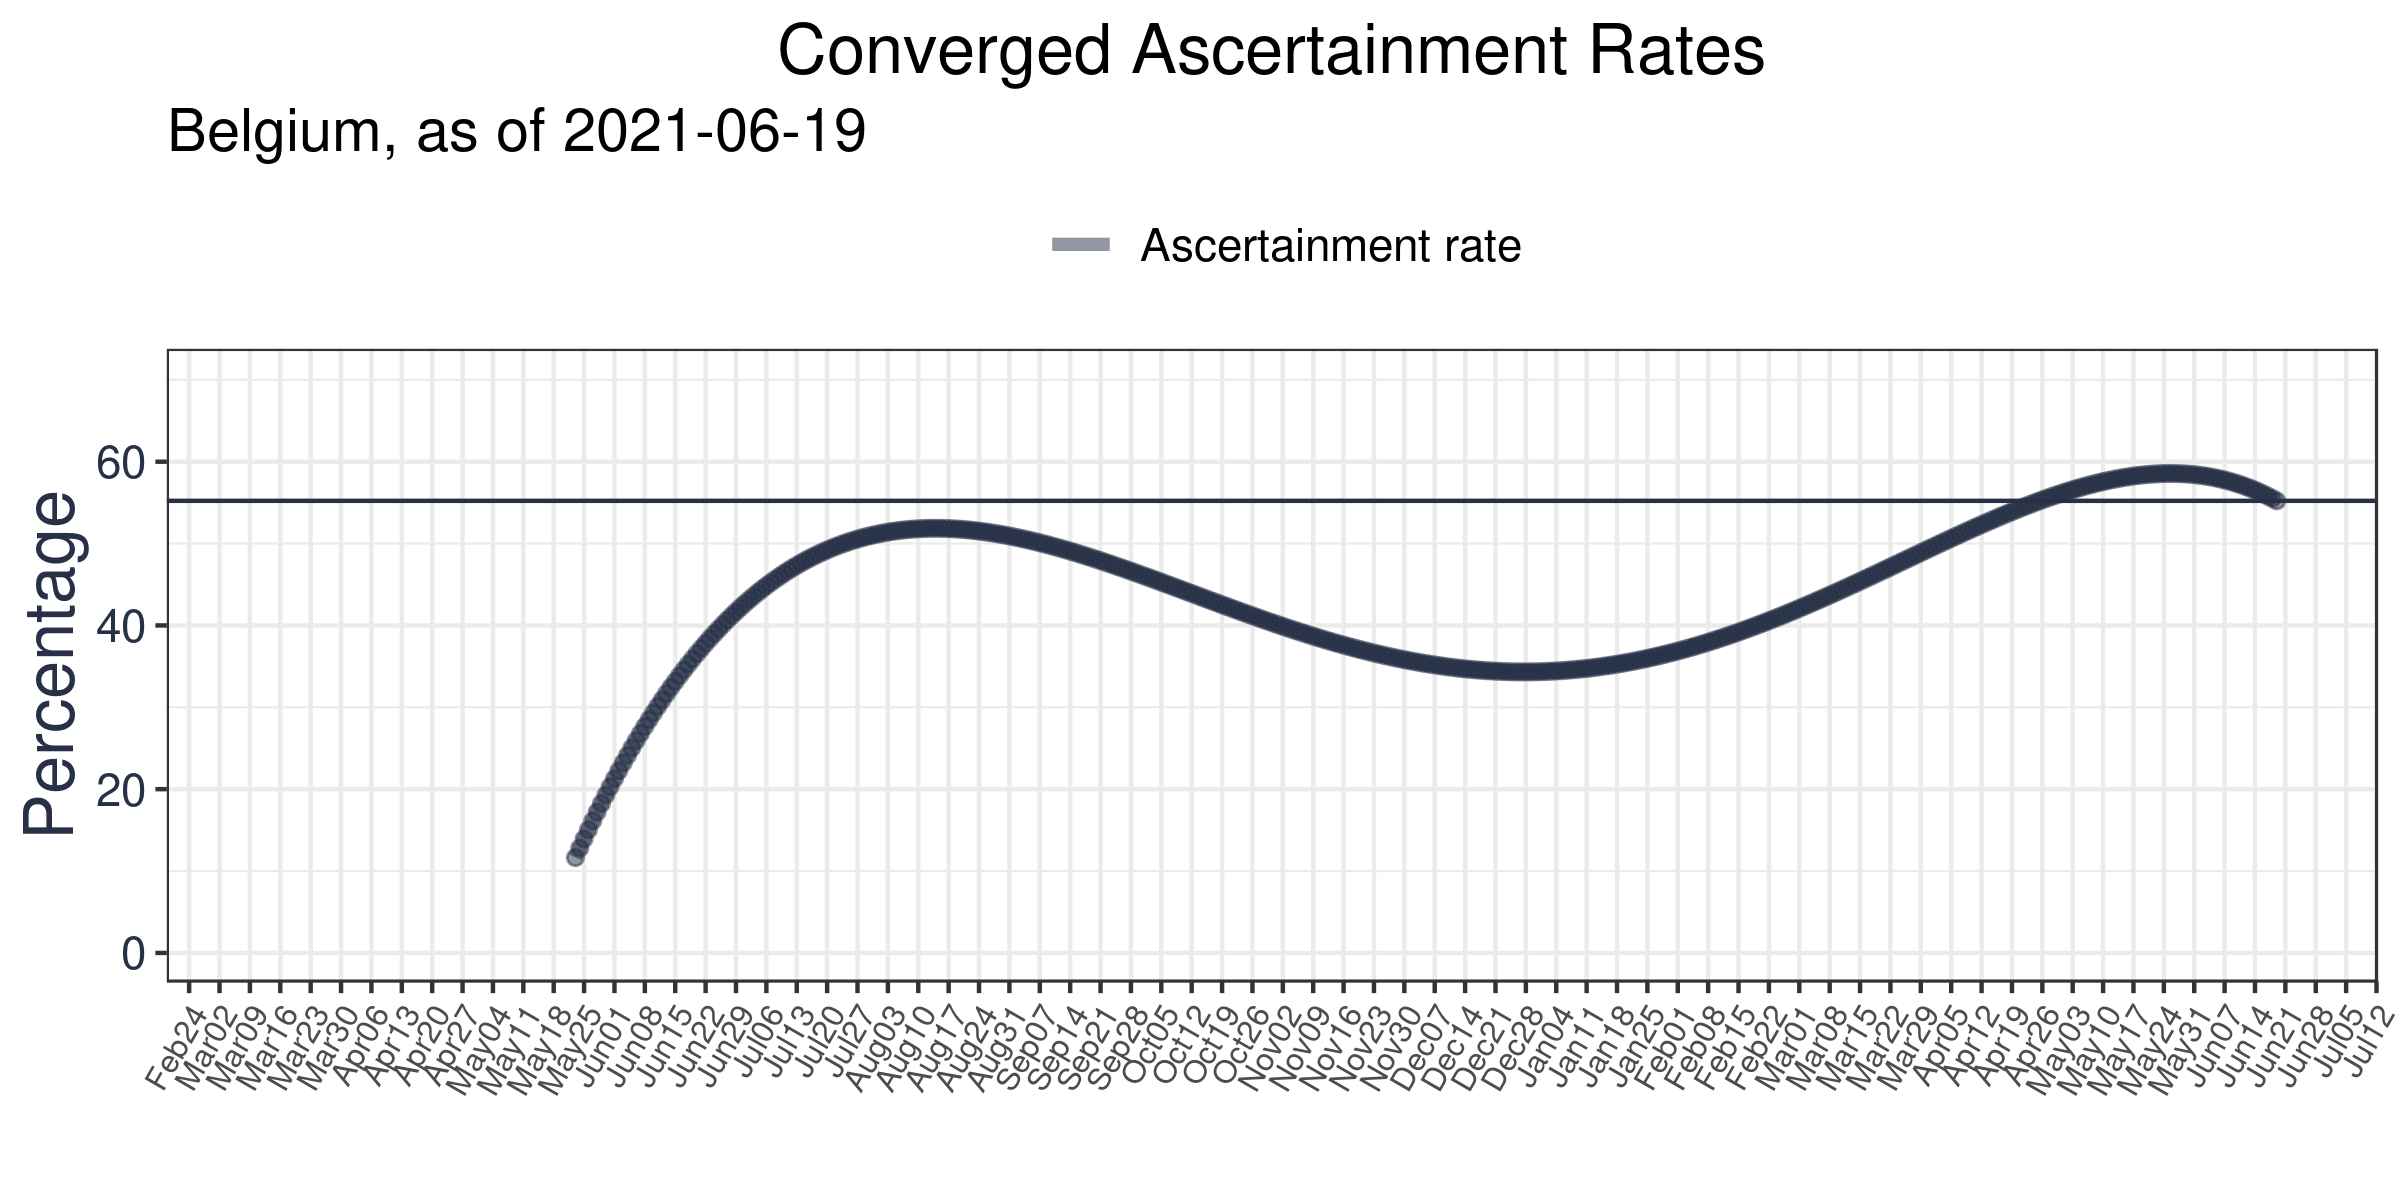 Converged Ascertainment Rates
Belgium, as of 2021-06-19
Ascertainment rate
Percentage
60
40
20
0
Feb24
Mar02
Mar09
Mar16
Mar23
Mar30
Apr06
Apr13
Apr20
Apr27
May04
May11
May18
May25
Jun01
Jun08
Jun15
Jun22
Jun29
Jul06
Jul13
Jul20
Jul27
Aug03
Aug10
Aug17
Aug24
Aug31
Sep07
Sep14
Sep21
Sep28
Oct05
Oct12
Oct19
Oct26
Nov02
Nov09
Nov16
Nov23
Nov30
Dec07
Dec14
Dec21
Dec28
Jan04
Jan11
Jan18
Jan25
Feb01
Feb08
Feb15
Feb22
Mar01
Mar08
Mar15
Mar22
Mar29
Apr05
Apr12
Apr19
Apr26
May03
May10
May17
May24
May31
Jun07
Jun14
Jun21
Jun28
Jul05
Jul12